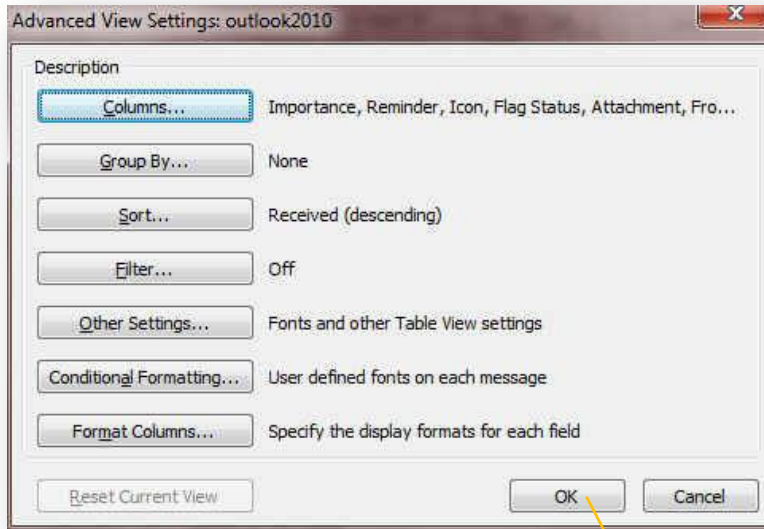 Advanced View Settings: outlook2010
Description
Columns... Importance, Reminder, Icon, Flag Status, Attachment, Fro...
Group By... None
Sort... Received (descending)
Filter... Off
Other Settings... Fonts and other Table View settings
Conditional Formatting... User defined fonts on each message
Format Columns... Specify the display formats for each field
Reset Current View OK Cancel